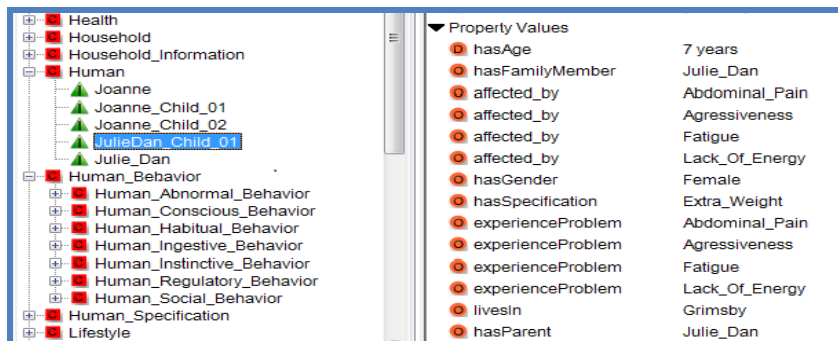 Health
Household
Household_Information
Human
Joanne
Joanne_Child_01
Joanne_Child_02
JulieDan_Child_01
Julie_Dan
Human_Behavior
Human_Abnormal_Behavior
Human_Conscious_Behavior
Human_Habitual_Behavior
Human_Ingestive_Behavior
Human_Instinctive_Behavior
Human_Regulatory_Behavior
Human_Social_Behavior
Human_Specification
Lifestyle
Property Values
D hasAge 7 years
O hasFamilyMember Julie_Dan
O affected_by Abdominal_Pain
O affected_by Agressiveness
O affected_by Fatigue
O affected_by Lack_Of_Energy
O hasGender Female
O hasSpecification Extra_Weight
O experienceProblem Abdominal_Pain
O experienceProblem Agressiveness
O experienceProblem Fatigue
O experienceProblem Lack_Of_Energy
O livesIn Grimsby
O hasParent Julie_Dan